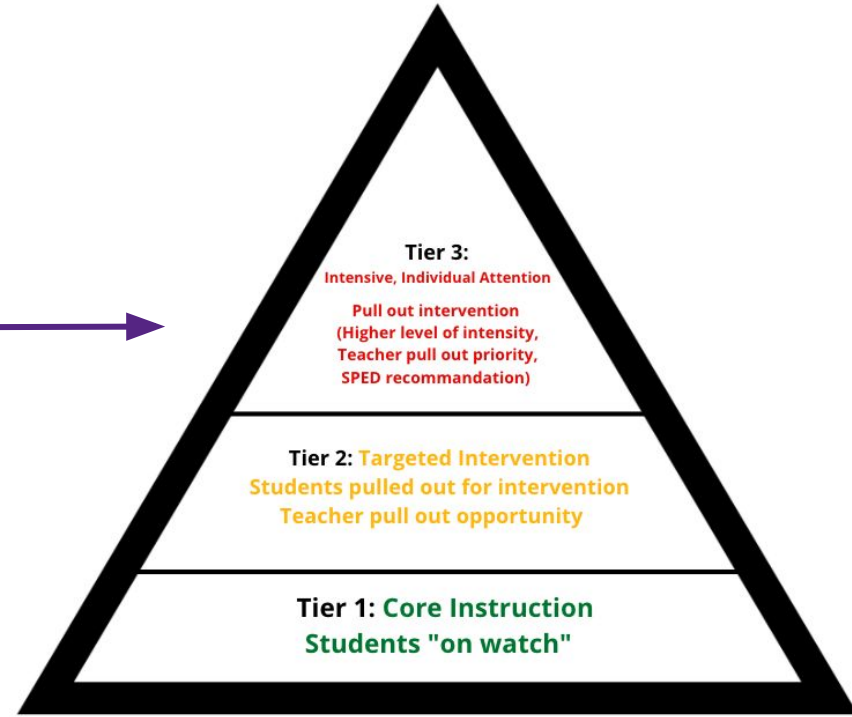 Tier 3:
Intensive, Individual Attention
Pull out intervention
(Higher level of intensity,
Teacher pull out priority,
SPED recommandation)
Tier 2: Targeted Intervention
Students pulled out for intervention
Teacher pull out opportunity
Tier 1: Core Instruction
Students "on watch"